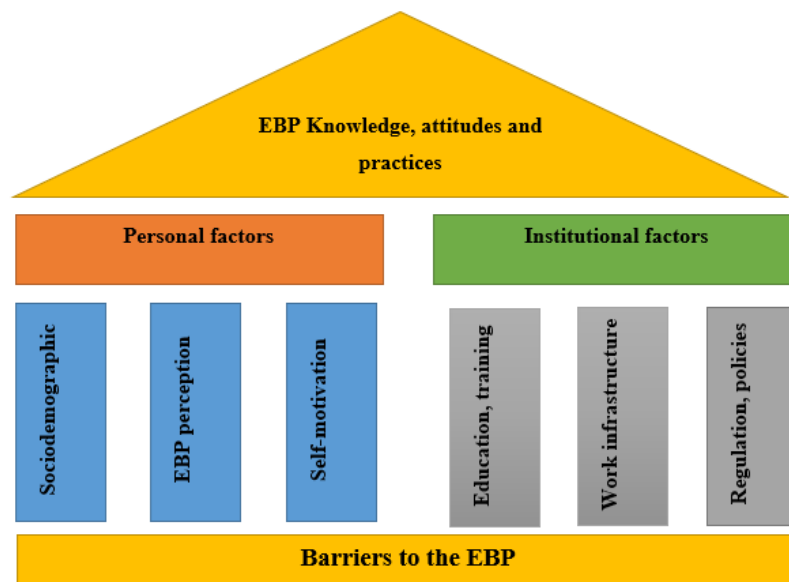 EBP Knowledge, attitudes and
practices
Personal factors
Institutional factors
Sociodemographic
EBP perception
Self-motivation
Education, training
Work infrastructure
Regulation, policies
Barriers to the EBP